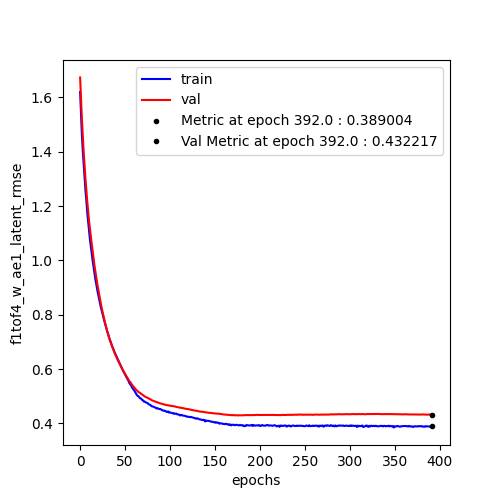 train
val
Metric at epoch 392.0 : 0.389004
Val Metric at epoch 392.0 : 0.432217
f1tof4_w_ae1_latent_rmse
1.6
1.4
1.2
1.0
0.8
0.6
0.4
0 50 100 150 200 250 300 350 400
epochs